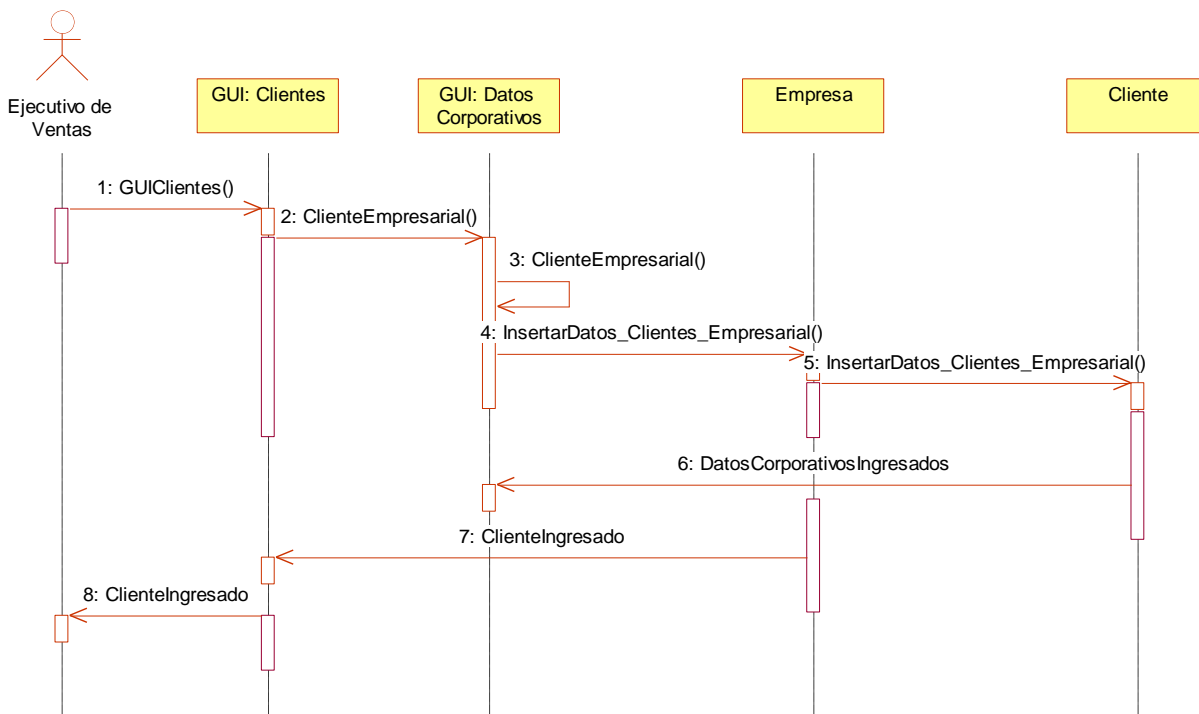 Ejecutivo de
Ventas
GUI: Clientes
GUI: Datos
Corporativos
Empresa
Cliente
1: GUIClientes()
2: ClienteEmpresarial()
3: ClienteEmpresarial()
4: InsertarDatos_Clientes_Empresarial()
5: InsertarDatos_Clientes_Empresarial()
6: DatosCorporativosIngresados
7: ClienteIngresado
8: ClienteIngresado